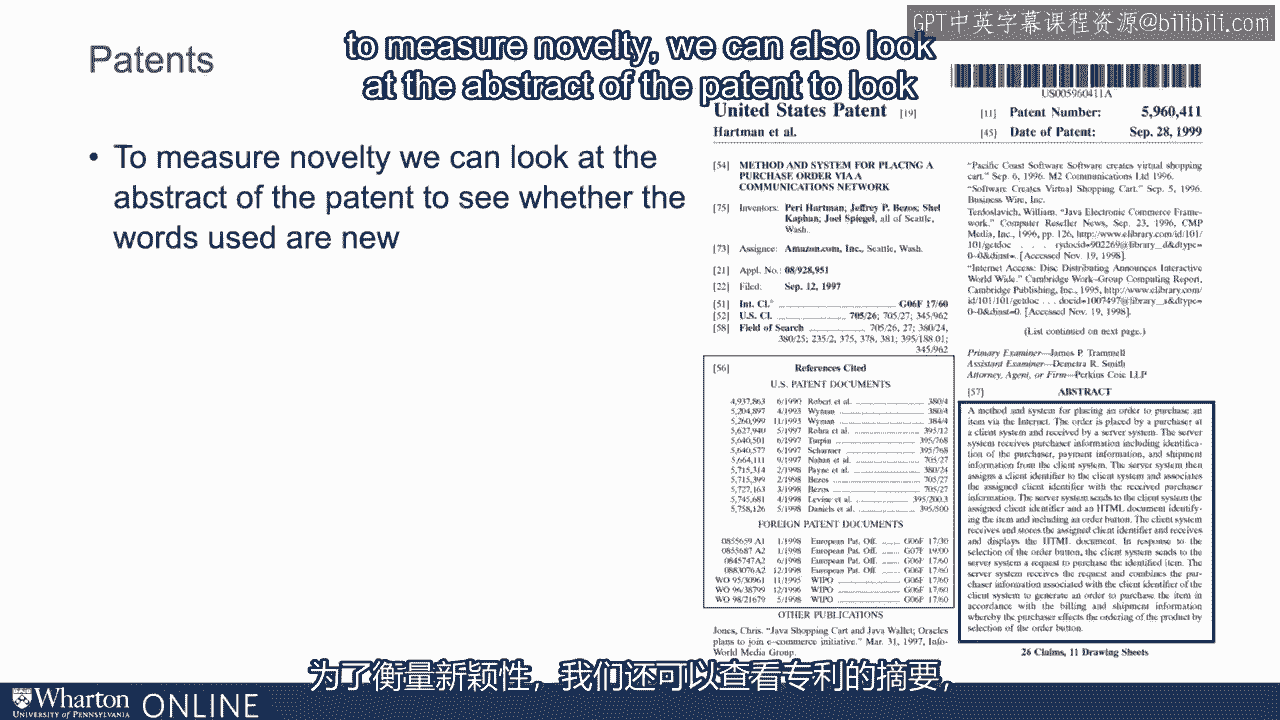 GPT中英字幕课程资源@bilibili.com
to measure novelty, we can also look
at the abstract of the patent to look
Patents
• To measure novelty we can look at the
abstract of the patent to see whether the
words used are new
US005960411A
United States Patent [19]
Hartman et al.
[11] Patent Number: 5,960,411
[45] Date of Patent: Sep. 28, 1999
[54] METHOD AND SYSTEM FOR PLACING A
PURCHASE ORDER VIA A
COMMUNICATIONS NETWORK
[75] Inventors: Peri Hartman; Jeffrey P. Bezos; Shel
Kaphan; Joel Spiegel, all of Seattle,
Wash.
[73] Assignee: Amazon.com, Inc., Seattle, Wash.
[21] Appl. No.: 08/928,951
[22] Filed: Sep. 12, 1997
[51] Int. Cl.⁶ G06F 17/60
[52] U.S. Cl. 705/26; 705/27; 345/962
[58] Field of Search 705/26, 27; 380/24,
380/25; 235/2, 375, 378, 381; 395/188.01;
345/962
[56] References Cited
U.S. PATENT DOCUMENTS
4,937,863 6/1990 Robert et al. 380/4
5,204,897 4/1993 Wyman 380/4
5,260,999 11/1993 Wyman 384/4
5,627,940 5/1997 Rohra et al. 395/12
5,640,501 6/1997 Turpin 395/768
5,640,577 6/1997 Scharmer 395/768
5,664,111 9/1997 Nahan et al. 705/27
5,715,314 2/1998 Payne et al. 380/24
5,715,399 2/1998 Bezos 705/27
5,727,163 3/1998 Bezos 705/27
5,745,681 4/1998 Levine et al. 395/200.3
5,758,126 5/1998 Daniels et al. 395/500
FOREIGN PATENT DOCUMENTS
0855659 A1 1/1998 European Pat. Off. G06F 17/30
0855687 A2 1/1998 European Pat. Off. G07F 19/00
0845747A2 6/1998 European Pat. Off. G06F 17/60
0883076A2 12/1998 European Pat. Off. G06F 17/60
WO 95/30961 11/1995 WIPO G06F 17/60
WO 96/38799 12/1996 WIPO G06F 17/60
WO 98/21679 5/1998 WIPO G06F 17/60
OTHER PUBLICATIONS
Jones, Chris. "Java Shopping Cart and Java Wallet; Oracles
plans to join e-commerce initiative." Mar. 31, 1997, Info-
World Media Group.
"Pacific Coast Software Software creates virtual shopping
cart." Sep. 6, 1996. M2 Communications Ltd 1996.
"Software Creates Virtual Shopping Cart." Sep. 5, 1996.
Business Wire, Inc.
Terdoslavich, William. "Java Electronic Commerce Frame-
work." Computer Reseller News, Sep. 23, 1996, CMP
Media, Inc., 1996, pp. 126, http://www.elibrary.com/id/101/
101/getdoc . . . rydocid=902269@library_d&dtype=
0~0&dinst=. [Accessed Nov. 19, 1998].
"Internet Access: Disc Distributing Announces Interactive
World Wide Web." Cambridge Work-Group Computing Report,
Cambridge Publishing, Inc., 1995, http://www.elibrary.com/
id/101/101/getdoc . . . docid=1007497@library_a&dtype=
0~0&dinst=0. [Accessed Nov. 19, 1998].
(List continued on next page.)
Primary Examiner—James P. Trammell
Assistant Examiner—Demetra R. Smith
Attorney, Agent, or Firm—Perkins Coie LLP
[57] ABSTRACT
A method and system for placing an order to purchase an
item via the Internet. The order is placed by a purchaser at
a client system and received by a server system. The server
system receives purchaser information including identifica-
tion of the purchaser, payment information, and shipment
information from the client system. The server system then
assigns a client identifier to the client system and associates
the assigned client identifier with the received purchaser
information. The server system sends to the client system the
assigned client identifier and an HTML document identify-
ing the item and including an order button. The client system
receives and stores the assigned client identifier and receives
and displays the HTML document. In response to the
selection of the order button, the client system sends to the
server system a request to purchase the identified item. The
server system receives the request and combines the pur-
chaser information associated with the client identifier of the
client system to generate an order to purchase the item in
accordance with the billing and shipment information
whereby the purchaser effects the ordering of the product by
selection of the order button.
26 Claims, 11 Drawing Sheets
为了衡量新颖性，我们还可以查看专利的摘要，
Wharton
UNIVERSITY of PENNSYLVANIA
ONLINE